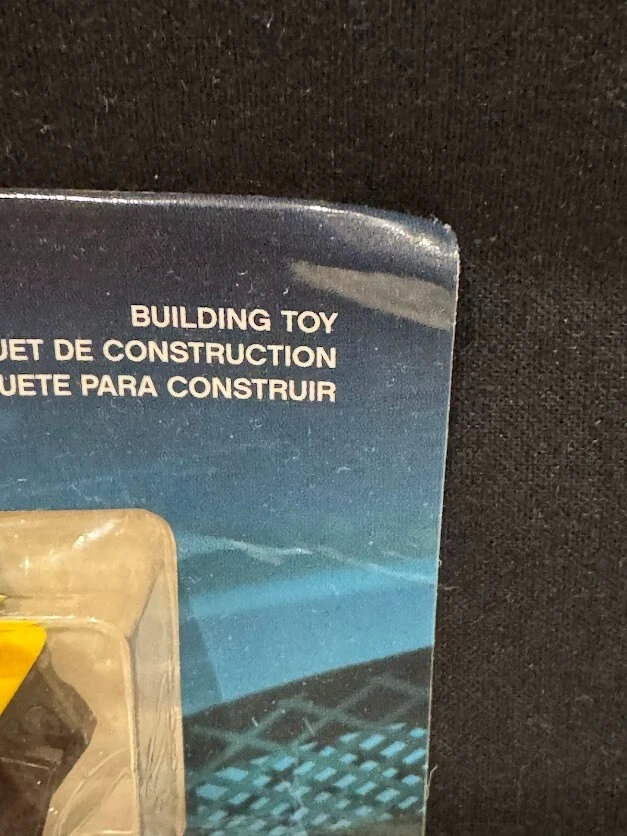 BUILDING TOY
UET DE CONSTRUCTION
UETE PARA CONSTRUIR